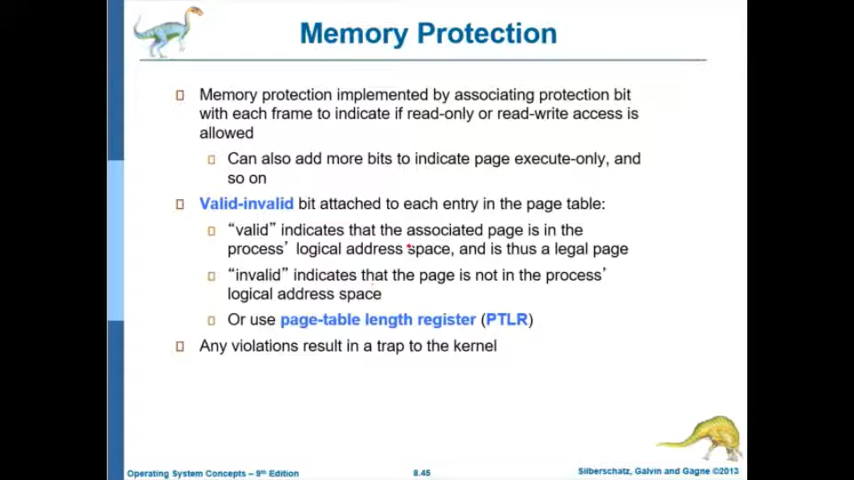 Memory Protection
Memory protection implemented by associating protection bit
with each frame to indicate if read-only or read-write access is
allowed
Can also add more bits to indicate page execute-only, and
so on
Valid-invalid bit attached to each entry in the page table:
“valid” indicates that the associated page is in the
process’ logical address space, and is thus a legal page
“invalid” indicates that the page is not in the process’
logical address space
Or use page-table length register (PTLR)
Any violations result in a trap to the kernel
Operating System Concepts – 9th Edition
8.45
Silberschatz, Galvin and Gagne ©2013